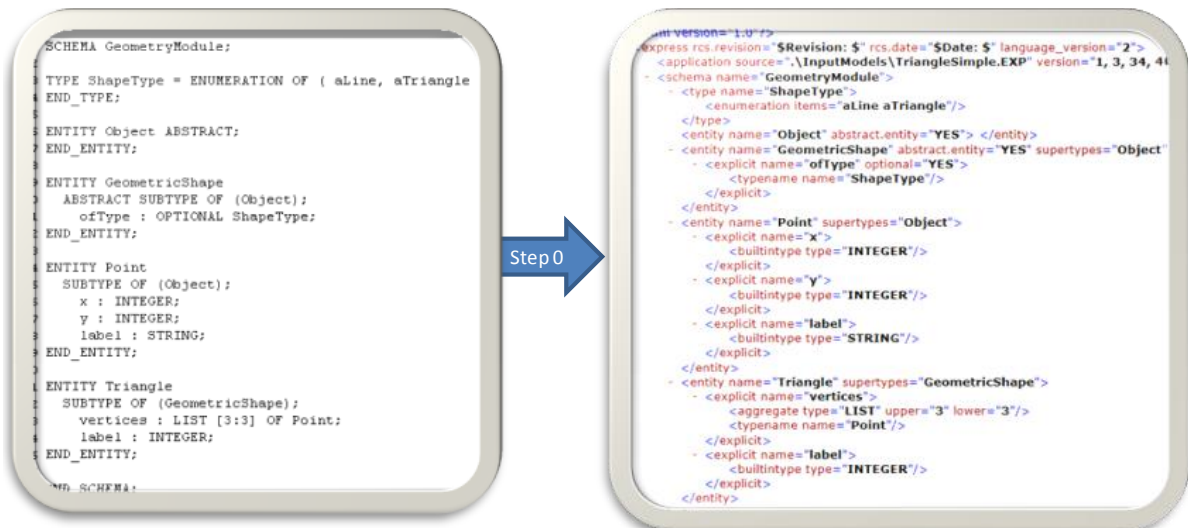 SCHEMA GeometryModule;
TYPE ShapeType = ENUMERATION OF ( aLine, aTriangle
END_TYPE;
ENTITY Object ABSTRACT;
END_ENTITY;
ENTITY GeometricShape
ABSTRACT SUBTYPE OF (Object);
ofType : OPTIONAL ShapeType;
END_ENTITY;
ENTITY Point
SUBTYPE OF (Object);
x : INTEGER;
y : INTEGER;
label : STRING;
END_ENTITY;
ENTITY Triangle
SUBTYPE OF (GeometricShape);
vertices : LIST [3:3] OF Point;
label : INTEGER;
END_ENTITY;
END_SCHEMA;
Step 0
xml version="1.0"?>
express rcs.revision="$Revision: $" rcs.date="$Date: $" language_version="2">
<application source=".\InputModels\TriangleSimple.EXP" version="1, 3, 34,
- <schema name="GeometryModule">
- <type name="ShapeType">
<enumeration items="aLine aTriangle"/>
</type>
<entity name="Object" abstract.entity="YES"> </entity>
- <entity name="GeometricShape" abstract.entity="YES" supertypes="Object"
- <explicit name="ofType" optional="YES">
<typename name="ShapeType"/>
</explicit>
</entity>
- <entity name="Point" supertypes="Object">
- <explicit name="x">
<builtintype type="INTEGER"/>
</explicit>
- <explicit name="y">
<builtintype type="INTEGER"/>
</explicit>
- <explicit name="label">
<builtintype type="STRING"/>
</explicit>
</entity>
- <entity name="Triangle" supertypes="GeometricShape">
- <explicit name="vertices">
<aggregate type="LIST" upper="3" lower="3"/>
<typename name="Point"/>
</explicit>
- <explicit name="label">
<builtintype type="INTEGER"/>
</explicit>
</entity>